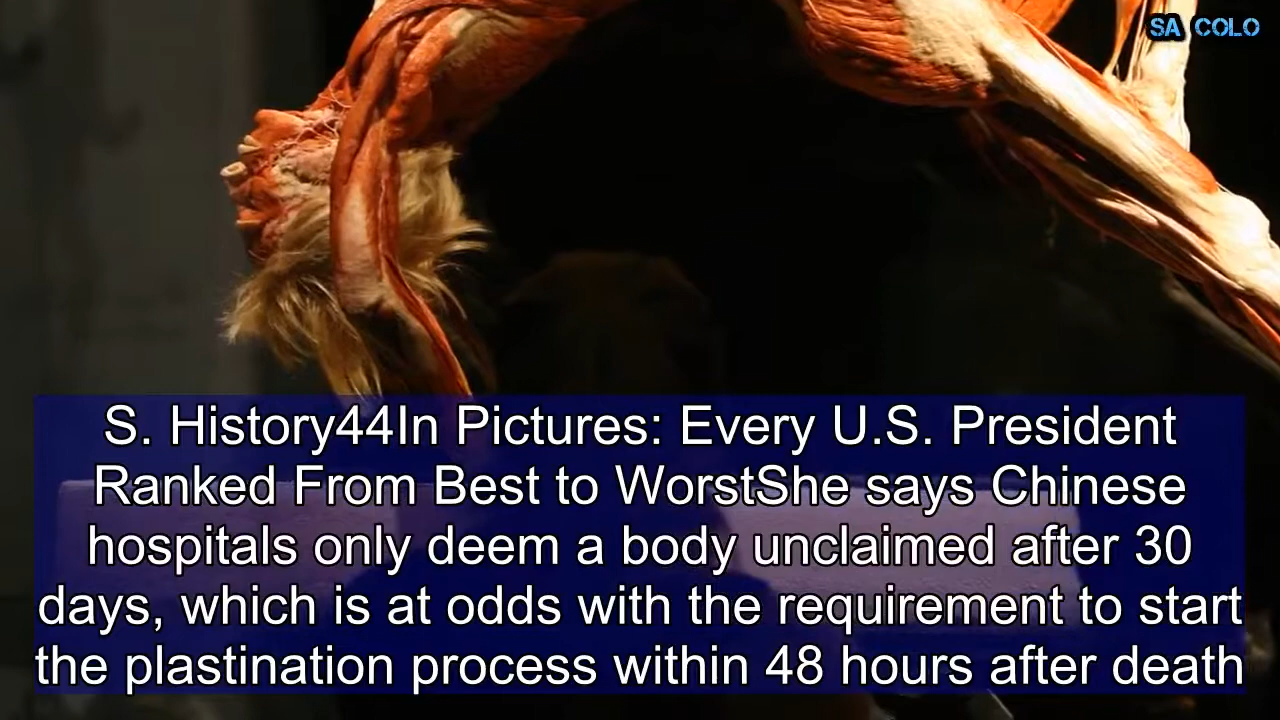 SA COLO
S. History44In Pictures: Every U.S. President
Ranked From Best to WorstShe says Chinese
hospitals only deem a body unclaimed after 30
days, which is at odds with the requirement to start
the plastination process within 48 hours after death